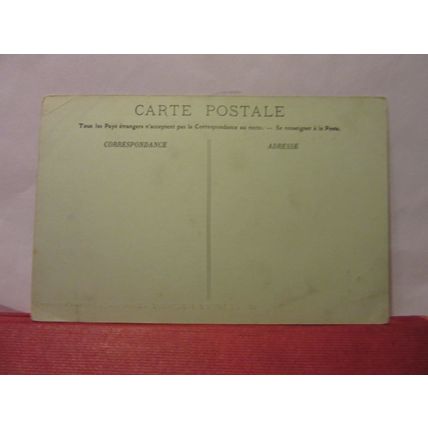 CARTE POSTALE
Tous les Pays étrangers n'acceptent pas la Correspondance au recto. — Se renseigner à la Poste.
CORRESPONDANCE
ADRESSE